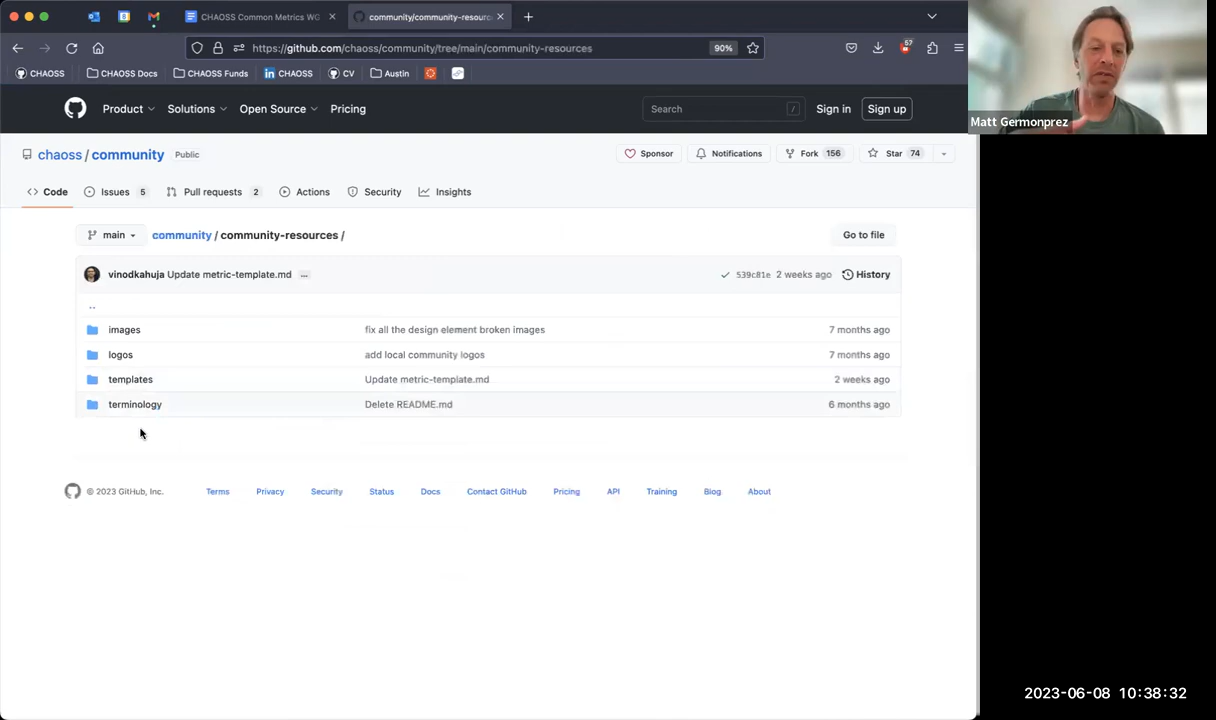 CHAOSS Common Metrics WG
community/community-resourc
https://github.com/chaoss/community/tree/main/community-resources
90%
57
CHAOSS
CHAOSS Docs
CHAOSS Funds
CHAOSS
CV
Austin
Matt Germonprez
Product
Solutions
Open Source
Pricing
Search
/
Sign in
Sign up
chaoss / community
Public
Sponsor
Notifications
Fork 156
Star 74
Code
Issues 5
Pull requests 2
Actions
Security
Insights
main
community / community-resources /
Go to file
vinodkahuja Update metric-template.md ...
539c81e 2 weeks ago
History
..
images fix all the design element broken images 7 months ago
logos add local community logos 7 months ago
templates Update metric-template.md 2 weeks ago
terminology Delete README.md 6 months ago
© 2023 GitHub, Inc. Terms Privacy Security Status Docs Contact GitHub Pricing API Training Blog About
2023-06-08 10:38:32